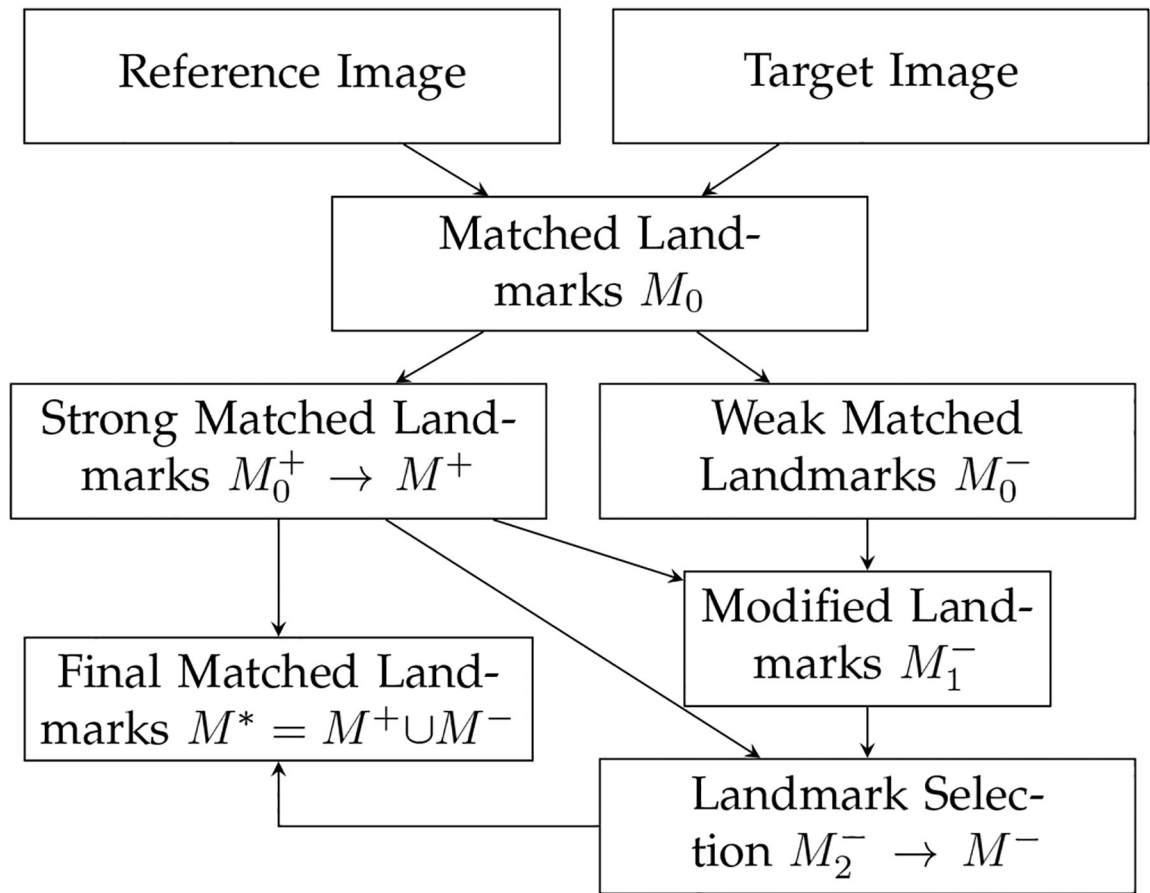 Reference Image
Target Image
Matched Land-
marks M₀
Strong Matched Land-
marks M₀⁺ → M⁺
Weak Matched
Landmarks M₀⁻
Modified Land-
marks M₁⁻
Final Matched Land-
marks M* = M⁺∪M⁻
Landmark Selec-
tion M₂⁻ → M⁻